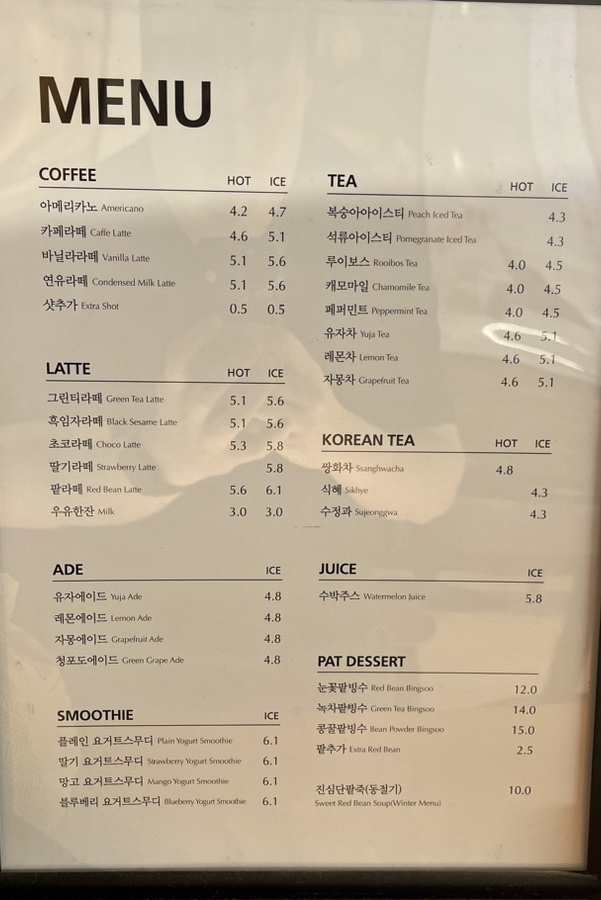 MENU
COFFEE HOT ICE
아메리카노 Americano 4.2 4.7
카페라떼 Caffe Latte 4.6 5.1
바닐라라떼 Vanilla Latte 5.1 5.6
연유라떼 Condensed Milk Latte 5.1 5.6
샷추가 Extra Shot 0.5 0.5
LATTE HOT ICE
그린티라떼 Green Tea Latte 5.1 5.6
흑임자라떼 Black Sesame Latte 5.1 5.6
초코라떼 Choco Latte 5.3 5.8
딸기라떼 Strawberry Latte 5.8
팥라떼 Red Bean Latte 5.6 6.1
우유한잔 Milk 3.0 3.0
ADE ICE
유자에이드 Yuja Ade 4.8
레몬에이드 Lemon Ade 4.8
자몽에이드 Grapefruit Ade 4.8
청포도에이드 Green Grape Ade 4.8
SMOOTHIE ICE
플레인 요거트스무디 Plain Yogurt Smoothie 6.1
딸기 요거트스무디 Strawberry Yogurt Smoothie 6.1
망고 요거트스무디 Mango Yogurt Smoothie 6.1
블루베리 요거트스무디 Blueberry Yogurt Smoothie 6.1
TEA HOT ICE
복숭아아이스티 Peach Iced Tea 4.3
석류아이스티 Pomegranate Iced Tea 4.3
루이보스 Rooibos Tea 4.0 4.5
캐모마일 Chamomile Tea 4.0 4.5
페퍼민트 Peppermint Tea 4.0 4.5
유자차 Yuja Tea 4.6 5.1
레몬차 Lemon Tea 4.6 5.1
자몽차 Grapefruit Tea 4.6 5.1
KOREAN TEA HOT ICE
쌍화차 Ssanghwacha 4.8
식혜 Sikhye 4.3
수정과 Sujeonggwa 4.3
JUICE ICE
수박주스 Watermelon Juice 5.8
PAT DESSERT
눈꽃팥빙수 Red Bean Bingsoo 12.0
녹차팥빙수 Green Tea Bingsoo 14.0
콩꿀팥빙수 Bean Powder Bingsoo 15.0
팥추가 Extra Red Bean 2.5
진심단팥죽(동절기) 10.0
Sweet Red Bean Soup(Winter Menu)